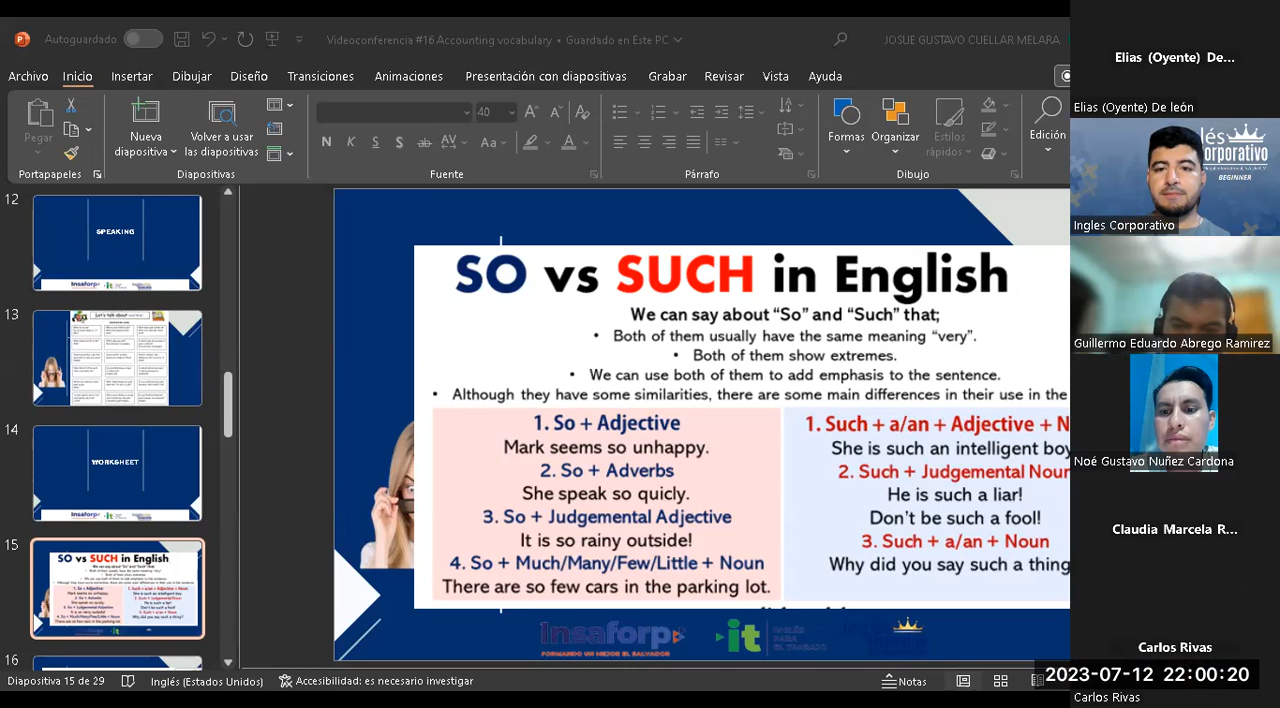 Autoguardado
Videoconferencia #16 Accounting vocabulary • Guardado en Este PC
JOSUE GUSTAVO CUELLAR MELARA
Archivo Inicio Insertar Dibujar Diseño Transiciones Animaciones Presentación con diapositivas Grabar Revisar Vista Ayuda
Pegar
Nueva diapositiva
Volver a usar las diapositivas
40
N K S S ab AV Aa A
Formas
Organizar
Estilos rápidos
Edición
Portapapeles
Diapositivas
Fuente
Párrafo
Dibujo
12
SPEAKING
13
14
WORKSHEET
15
SO vs SUCH in English
16
SO vs SUCH in English
We can say about “So” and “Such” that;
• Both of them usually have the same meaning “very”.
• Both of them show extremes.
• We can use both of them to add emphasis to the sentence.
• Although they have some similarities, there are some main differences in their use in the
1. So + Adjective
Mark seems so unhappy.
2. So + Adverbs
She speak so quicly.
3. So + Judgemental Adjective
It is so rainy outside!
4. So + Much/Many/Few/Little + Noun
There are so few cars in the parking lot.
1. Such + a/an + Adjective + N
She is such an intelligent boy
2. Such + Judgemental Noun
He is such a liar!
Don’t be such a fool!
3. Such + a/an + Noun
Why did you say such a thing
Insaforp
FORMANDO UN MEJOR EL SALVADOR
it
INGLÉS
PARA
EL TRABAJO
Diapositiva 15 de 29
Inglés (Estados Unidos)
Accesibilidad: es necesario investigar
Notas
Elias (Oyente) De...
Elias (Oyente) De león
lés
orporativo
BEGINNER
Ingles Corporativo
Guillermo Eduardo Abrego Ramirez
Noé Gustavo Nuñez Cardona
Claudia Marcela R...
Carlos Rivas
2023-07-12 22:00:20
Carlos Rivas